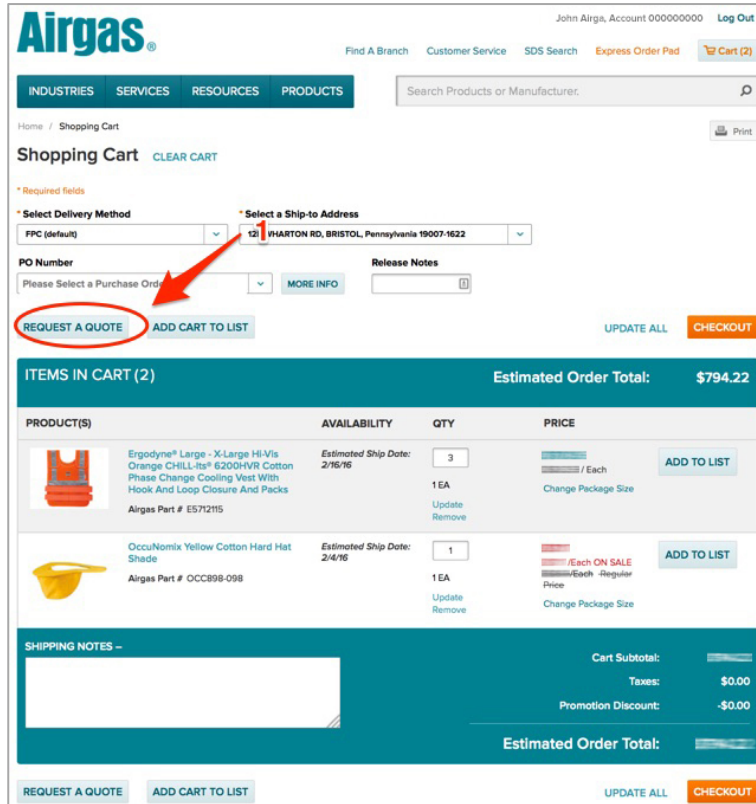 Airgas®
John Airga, Account 000000000 Log Out
Find A Branch Customer Service SDS Search Express Order Pad Cart (2)
INDUSTRIES SERVICES RESOURCES PRODUCTS
Search Products or Manufacturer.
Home / Shopping Cart
Print
Shopping Cart CLEAR CART
* Required fields
* Select Delivery Method * Select a Ship-to Address
FPC (default)
WHARTON RD, BRISTOL, Pennsylvania 19007-1622
1
PO Number Release Notes
Please Select a Purchase
MORE INFO
REQUEST A QUOTE ADD CART TO LIST UPDATE ALL CHECKOUT
ITEMS IN CART (2) Estimated Order Total: $794.22
PRODUCT(S) AVAILABILITY QTY PRICE
Ergodyne® Large - X-Large Hi-Vis
Orange CHILL-Its® 6200HVR Cotton
Phase Change Cooling Vest With
Hook And Loop Closure And Packs
Airgas Part # E5712115
Estimated Ship Date:
2/16/16
3
1 EA
Update
Remove
/ Each
Change Package Size
ADD TO LIST
OccuNomix Yellow Cotton Hard Hat
Shade
Airgas Part # OCC898-098
Estimated Ship Date:
2/4/16
1
1 EA
Update
Remove
/Each ON SALE
/Each Regular
Price
Change Package Size
ADD TO LIST
SHIPPING NOTES –
Cart Subtotal:
Taxes: $0.00
Promotion Discount: -$0.00
Estimated Order Total:
REQUEST A QUOTE ADD CART TO LIST UPDATE ALL CHECKOUT